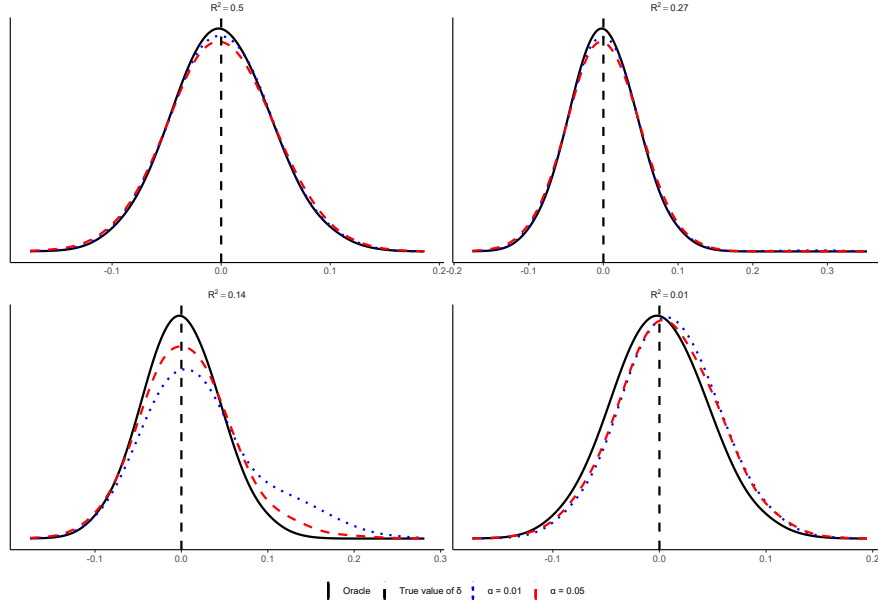 R² = 0.5
R² = 0.27
-0.1 0.0 0.1 0.2
-0.2 -0.1 0.0 0.1 0.2 0.3
R² = 0.14
R² = 0.01
-0.1 0.0 0.1 0.2 0.3
-0.1 0.0 0.1 0.2
Oracle True value of δ α = 0.01 α = 0.05